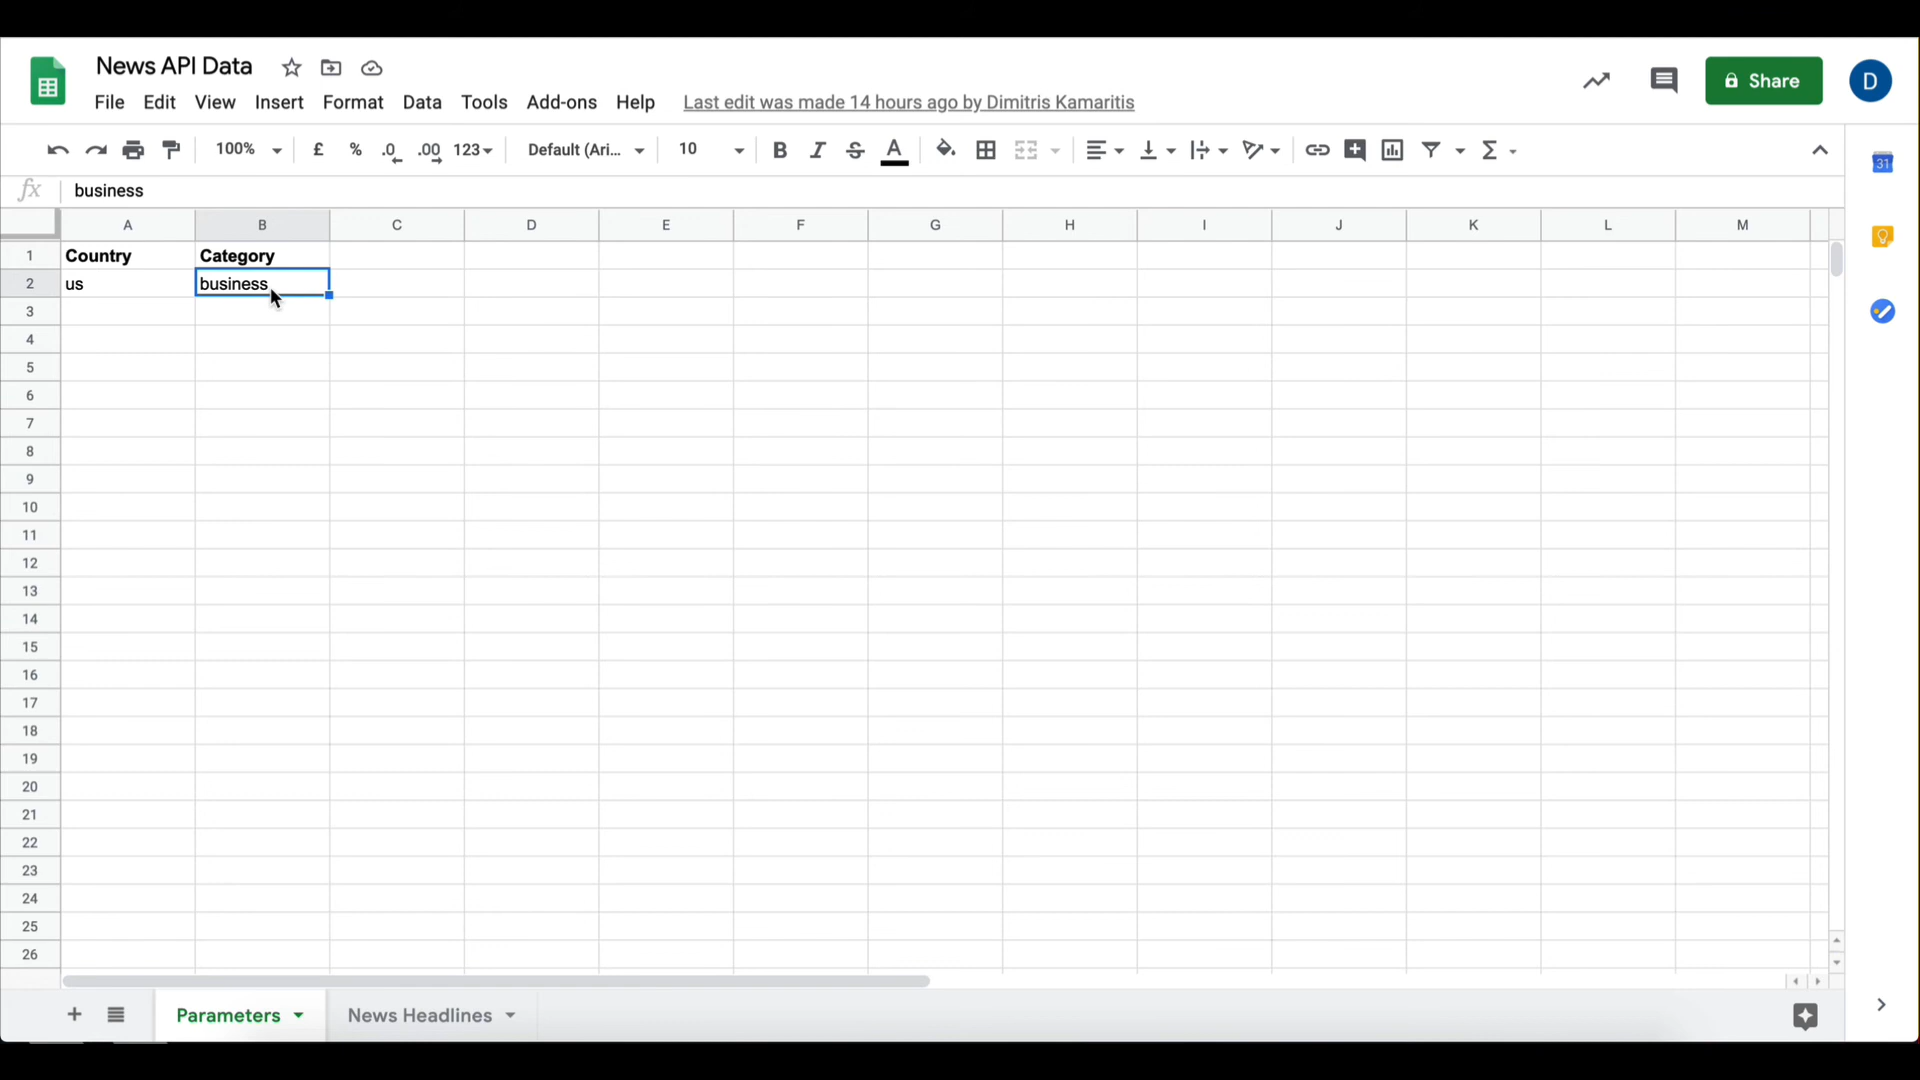 News API Data
File Edit View Insert Format Data Tools Add-ons Help Last edit was made 14 hours ago by Dimitris Kamaritis
Share
D
100% £ % .0 .00 123 Default (Ari... 10 B I S A Σ
31
fx business
A B C D E F G H I J K L M
1 Country Category
2 us business
3
4
5
6
7
8
9
10
11
12
13
14
15
16
17
18
19
20
21
22
23
24
25
26
+ Parameters News Headlines